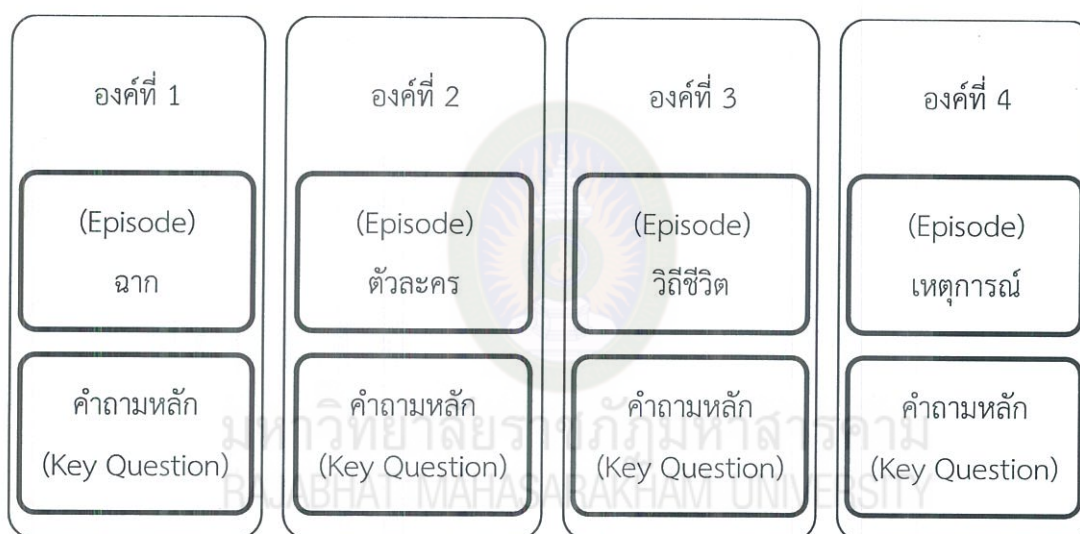 องค์ที่ 1
(Episode)
ฉาก
คำถามหลัก
(Key Question)
องค์ที่ 2
(Episode)
ตัวละคร
คำถามหลัก
(Key Question)
องค์ที่ 3
(Episode)
วิถีชีวิต
คำถามหลัก
(Key Question)
องค์ที่ 4
(Episode)
เหตุการณ์
คำถามหลัก
(Key Question)
มหาวิทยาลัยราชภัฏมหาสารคาม
RAJABHAT MAHASARAKHAM UNIVERSITY